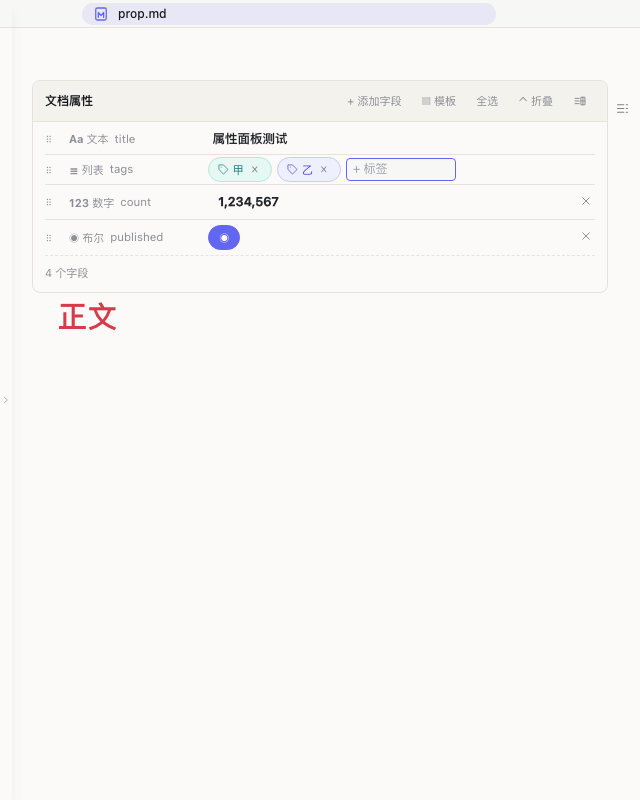 prop.md
文档属性 + 添加字段 模板 全选 折叠
Aa 文本 title 属性面板测试
列表 tags 甲 × 乙 × + 标签
123 数字 count 1,234,567 ×
布尔 published ×
4 个字段
正文